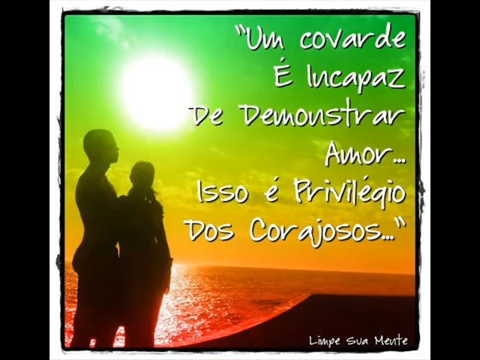 "Um covarde
É Incapaz
De Demonstrar
Amor...
Isso é Privilégio
Dos Corajosos..."
Limpe Sua Mente